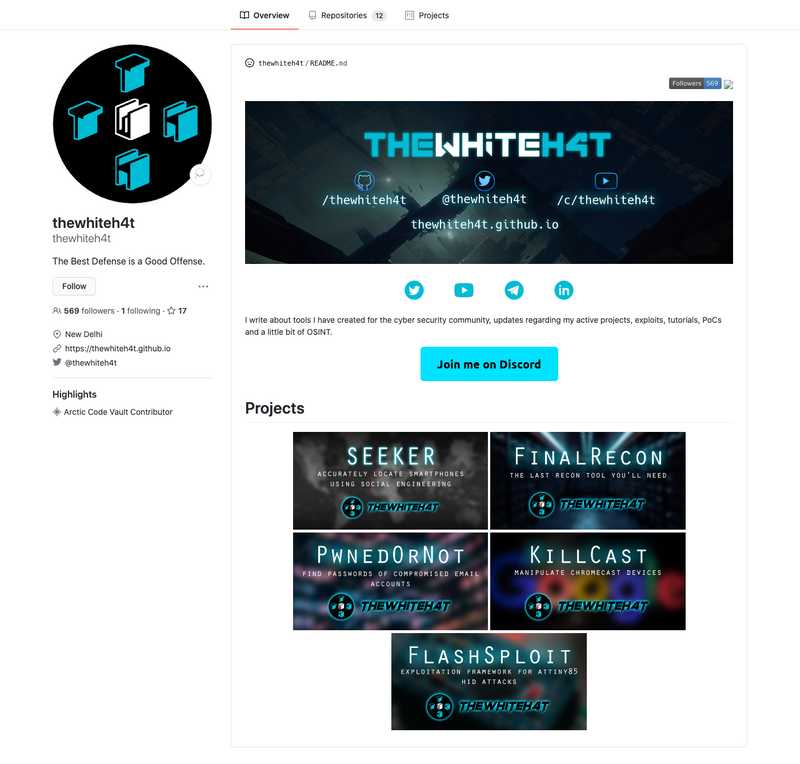 Overview
Repositories 12
Projects
thewhiteh4t
thewhiteh4t
The Best Defense is a Good Offense.
Follow
569 followers · 1 following · 17
New Delhi
https://thewhiteh4t.github.io
@thewhiteh4t
Highlights
Arctic Code Vault Contributor
thewhiteh4t/README.md
Followers 569
THEWHITEH4T
/thewhiteh4t
@thewhiteh4t
/c/thewhiteh4t
thewhiteh4t.github.io
in
I write about tools I have created for the cyber security community, updates regarding my active projects, exploits, tutorials, PoCs
and a little bit of OSINT.
Join me on Discord
Projects
SEEKER
ACCURATELY LOCATE SMARTPHONES
USING SOCIAL ENGINEERING
THEWHITEH4T
FINALRECON
THE LAST RECON TOOL YOU'LL NEED
THEWHITEH4T
PWNEDORNOT
FIND PASSWORDS OF COMPROMISED EMAIL
ACCOUNTS
THEWHITEH4T
KILLCAST
MANIPULATE CHROMECAST DEVICES
Google
THEWHITEH4T
FLASHSPLOIT
EXPLOITATION FRAMEWORK FOR ATTINY85
HID ATTACKS
THEWHITEH4T